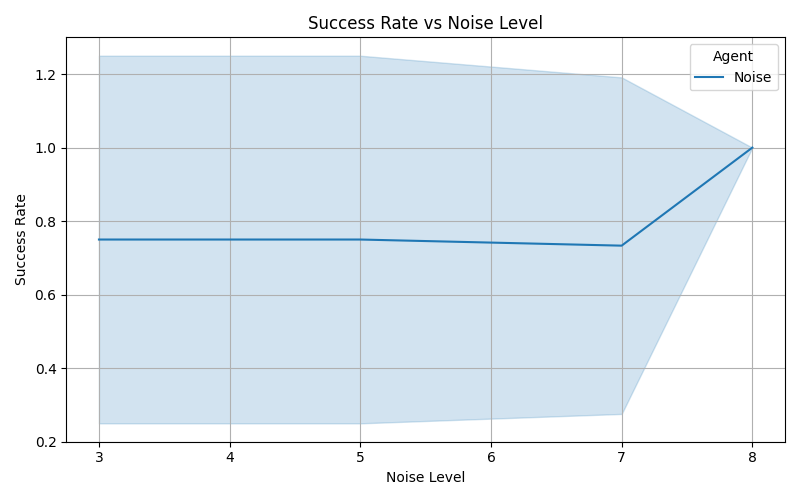 Success Rate vs Noise Level
Agent
Noise
Success Rate
1.2
1.0
0.8
0.6
0.4
0.2
3 4 5 6 7 8
Noise Level